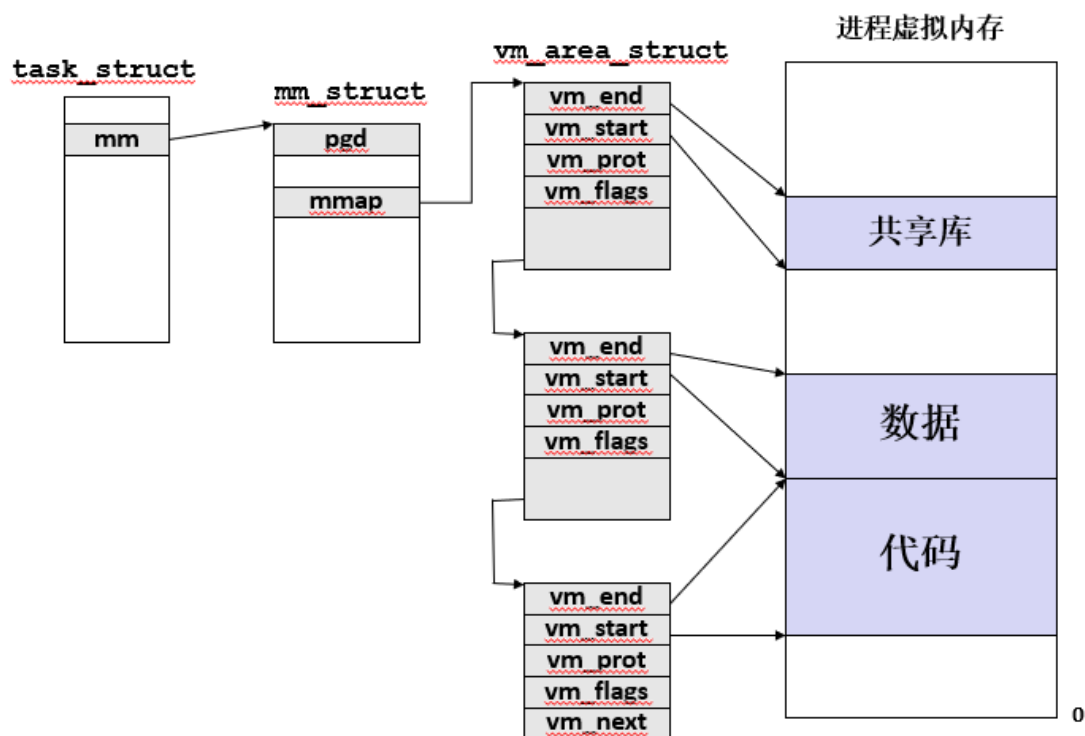 进程虚拟内存
task_struct
mm
mm_struct
pgd
mmap
vm_area_struct
vm_end
vm_start
vm_prot
vm_flags
vm_end
vm_start
vm_prot
vm_flags
vm_end
vm_start
vm_prot
vm_flags
vm_next
共享库
数据
代码
0